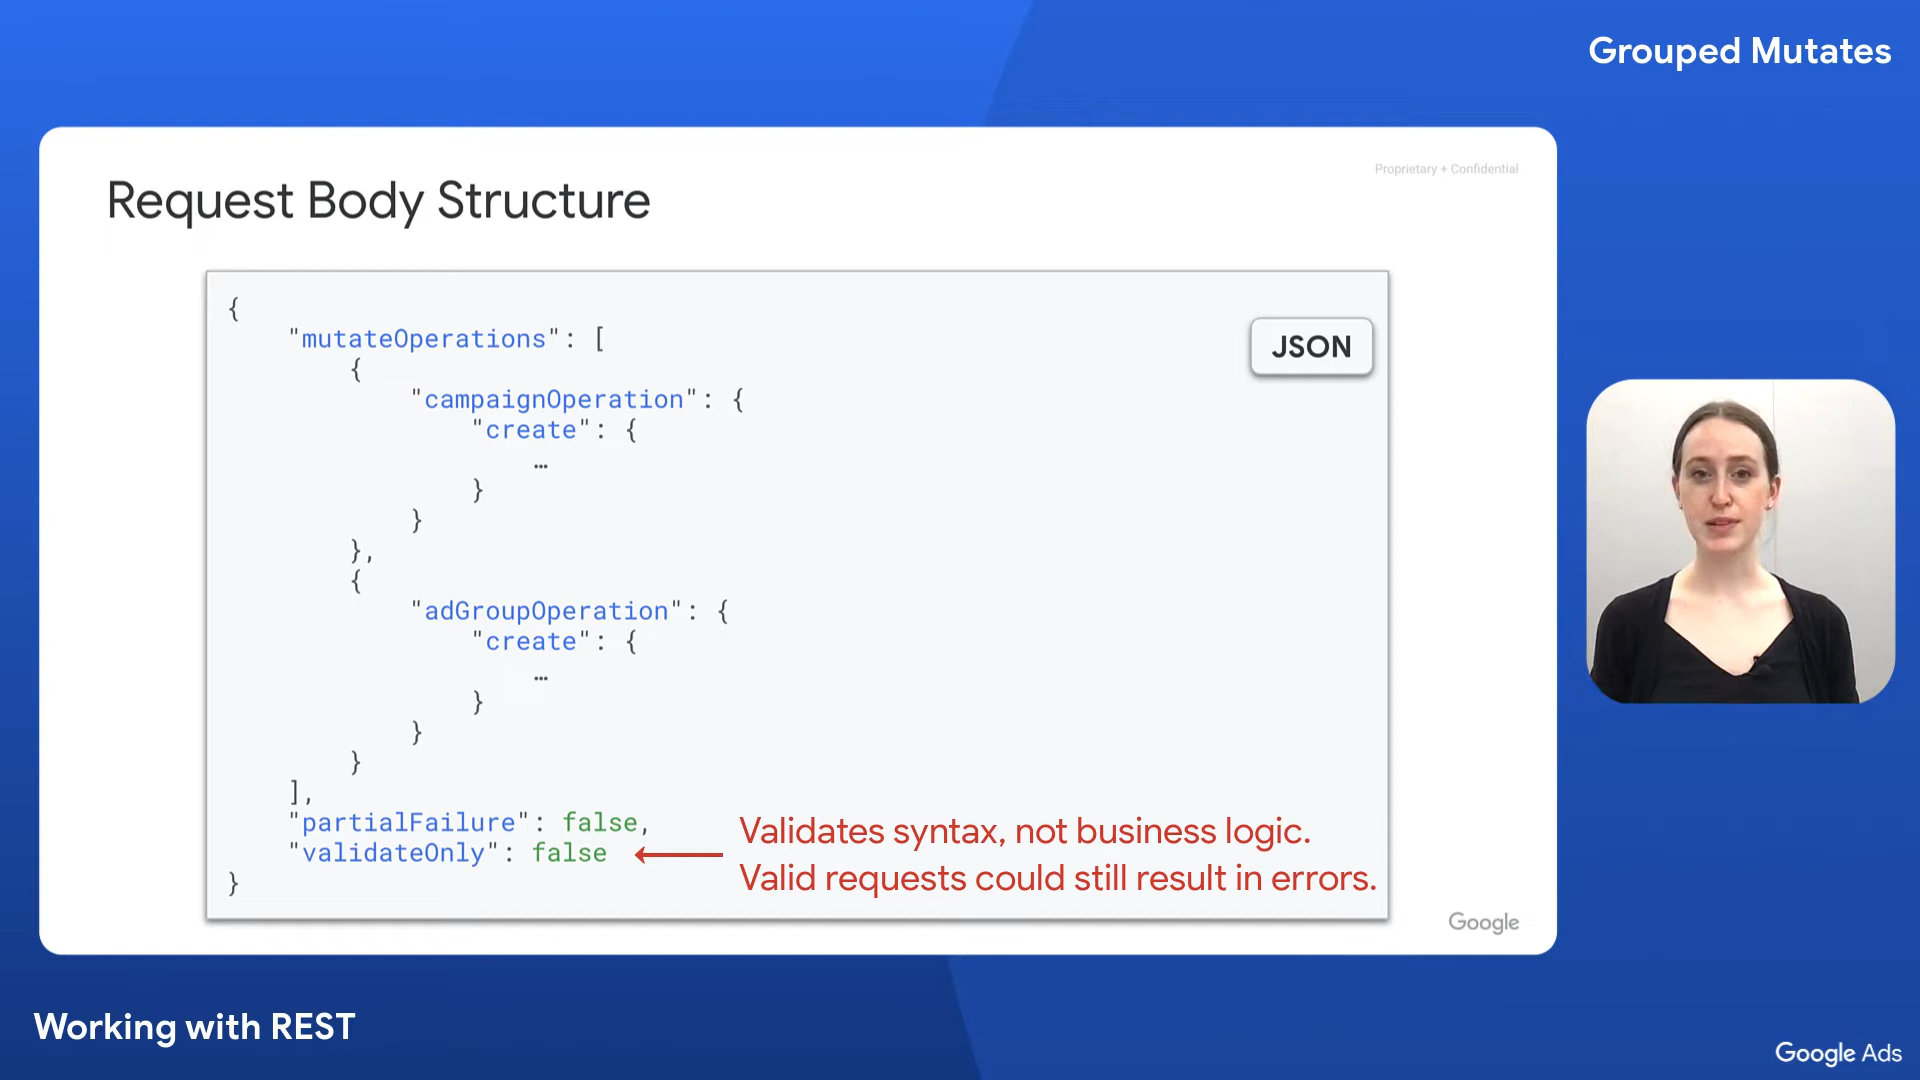 Grouped Mutates
Proprietary + Confidential
Request Body Structure
{
"mutateOperations": [
{
"campaignOperation": {
"create": {
…
}
}
},
{
"adGroupOperation": {
"create": {
…
}
}
}
],
"partialFailure": false,
"validateOnly": false
}
JSON
Validates syntax, not business logic.
Valid requests could still result in errors.
Google
Working with REST
Google Ads